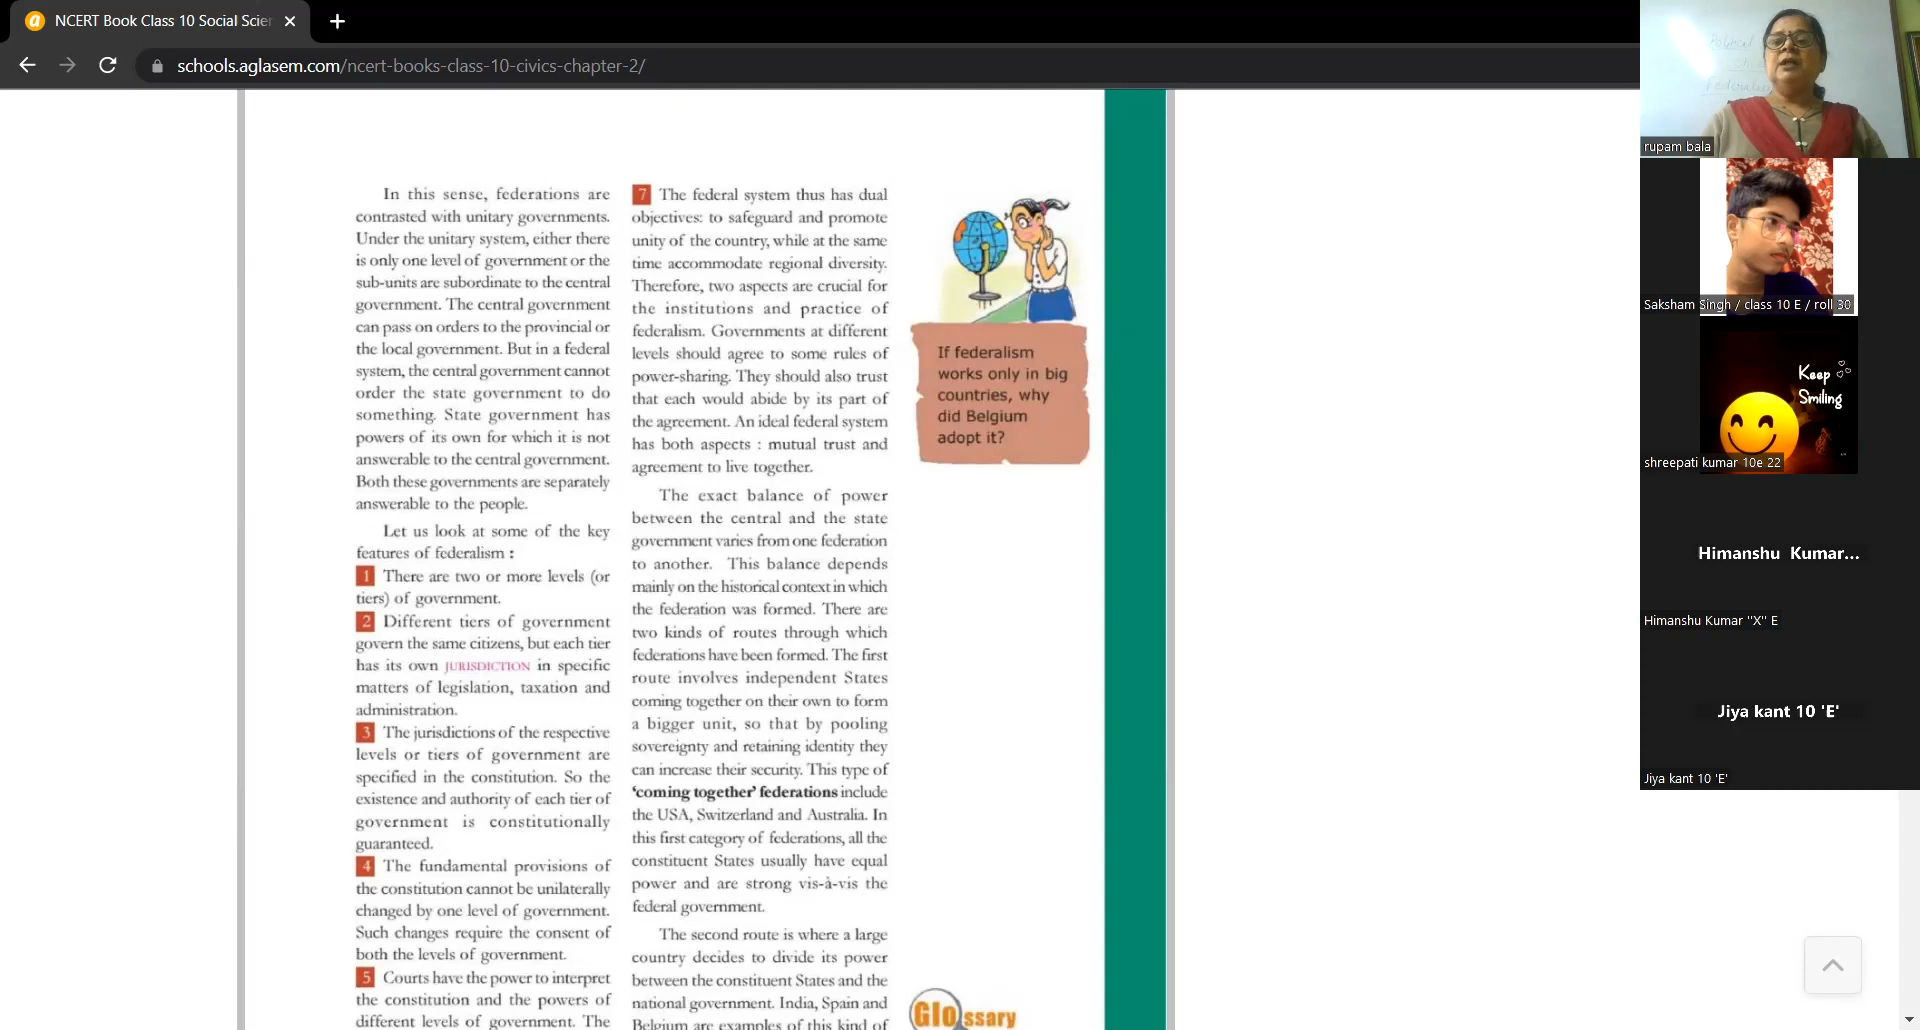 NCERT Book Class 10 Social Scien
schools.aglasem.com/ncert-books-class-10-civics-chapter-2/
In this sense, federations are
contrasted with unitary governments.
Under the unitary system, either there
is only one level of government or the
sub-units are subordinate to the central
government. The central government
can pass on orders to the provincial or
the local government. But in a federal
system, the central government cannot
order the state government to do
something. State government has
powers of its own for which it is not
answerable to the central government.
Both these governments are separately
answerable to the people.
Let us look at some of the key
features of federalism :
1 There are two or more levels (or
tiers) of government.
2 Different tiers of government
govern the same citizens, but each tier
has its own JURISDICTION in specific
matters of legislation, taxation and
administration.
3 The jurisdictions of the respective
levels or tiers of government are
specified in the constitution. So the
existence and authority of each tier of
government is constitutionally
guaranteed.
4 The fundamental provisions of
the constitution cannot be unilaterally
changed by one level of government.
Such changes require the consent of
both the levels of government.
5 Courts have the power to interpret
the constitution and the powers of
different levels of government. The
7 The federal system thus has dual
objectives: to safeguard and promote
unity of the country, while at the same
time accommodate regional diversity.
Therefore, two aspects are crucial for
the institutions and practice of
federalism. Governments at different
levels should agree to some rules of
power-sharing. They should also trust
that each would abide by its part of
the agreement. An ideal federal system
has both aspects : mutual trust and
agreement to live together.
The exact balance of power
between the central and the state
government varies from one federation
to another. This balance depends
mainly on the historical context in which
the federation was formed. There are
two kinds of routes through which
federations have been formed. The first
route involves independent States
coming together on their own to form
a bigger unit, so that by pooling
sovereignty and retaining identity they
can increase their security. This type of
‘coming together’ federations include
the USA, Switzerland and Australia. In
this first category of federations, all the
constituent States usually have equal
power and are strong vis-à-vis the
federal government.
The second route is where a large
country decides to divide its power
between the constituent States and the
national government. India, Spain and
Belgium are examples of this kind of
If federalism
works only in big
countries, why
did Belgium
adopt it?
Glossary
Political
Federalism
rupam bala
Saksham Singh / class 10 E / roll 30
Keep
Smiling
shreepati kumar 10e 22
Himanshu Kumar...
Himanshu Kumar "X" E
Jiya kant 10 'E'
Jiya kant 10 'E'